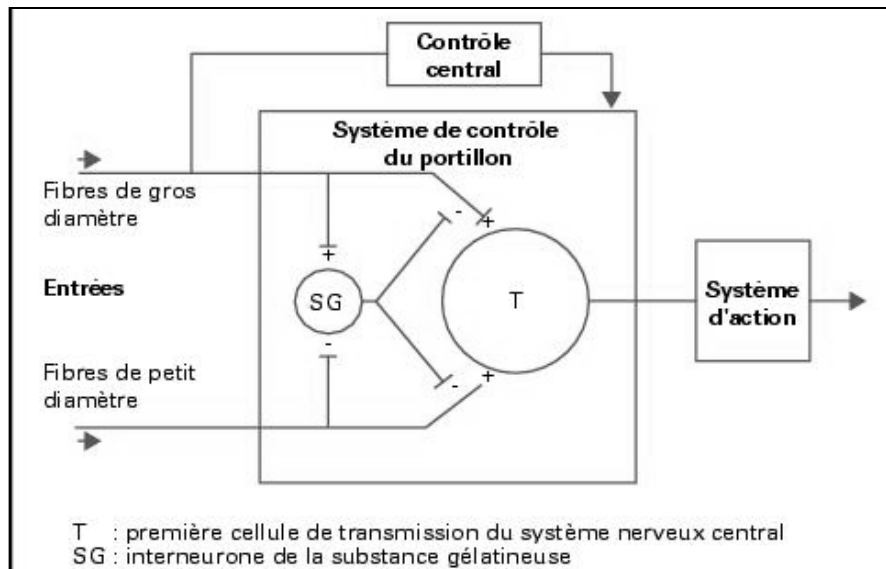 Contrôle
central
Système de contrôle
du portillon
Fibres de gros
diamètre
-
+
+
Entrées
SG
T
Système
d'action
-
Fibres de petit
diamètre
-
+
T : première cellule de transmission du système nerveux central
SG : interneurone de la substance gélatineuse